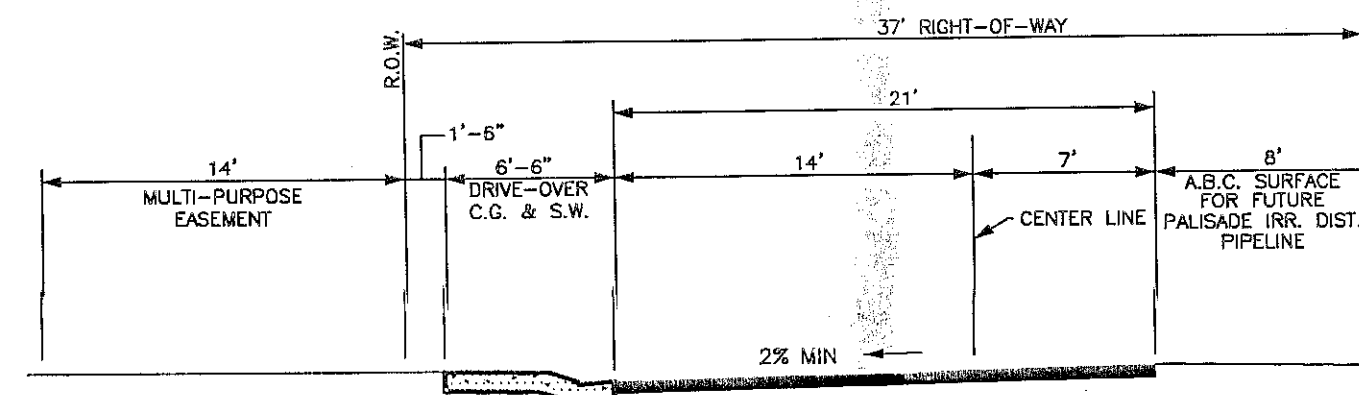 37' RIGHT-OF-WAY
R.O.W.
21'
1'-6"
14'
6'-6"
14'
7'
8'
MULTI-PURPOSE
EASEMENT
DRIVE-OVER
C.G. & S.W.
CENTER LINE
A.B.C. SURFACE
FOR FUTURE
PALISADE IRR. DIST.
PIPELINE
2% MIN